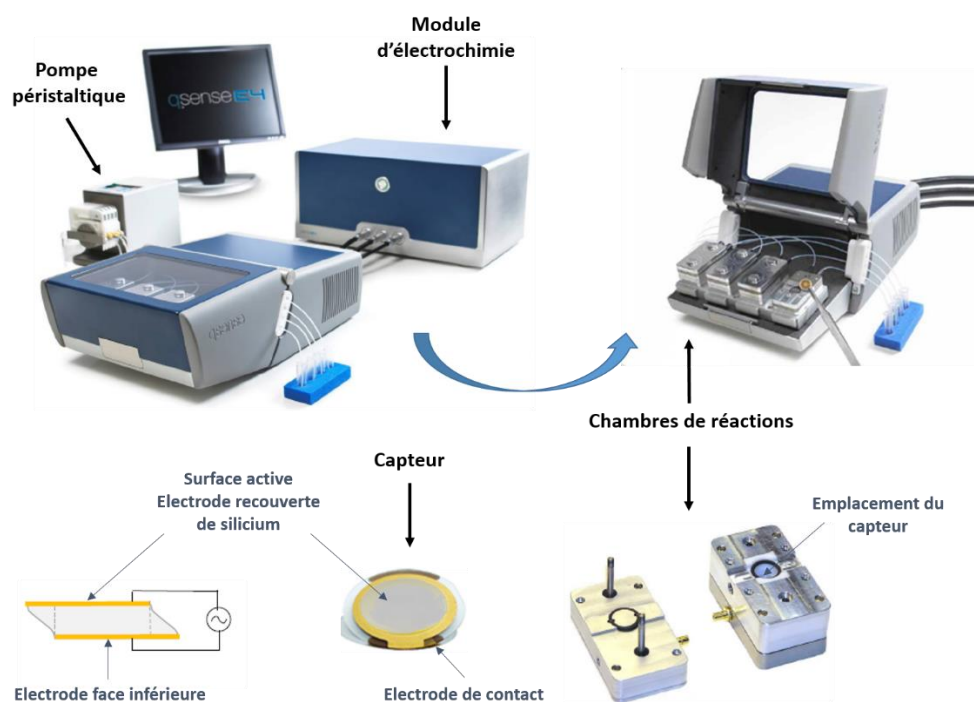 Module
d'électrochimie
Pompe
péristaltique
qsense E4
qsense
Chambres de réactions
Capteur
Surface active
Electrode recouverte
de silicium
Emplacement du
capteur
Electrode face inférieure
Electrode de contact